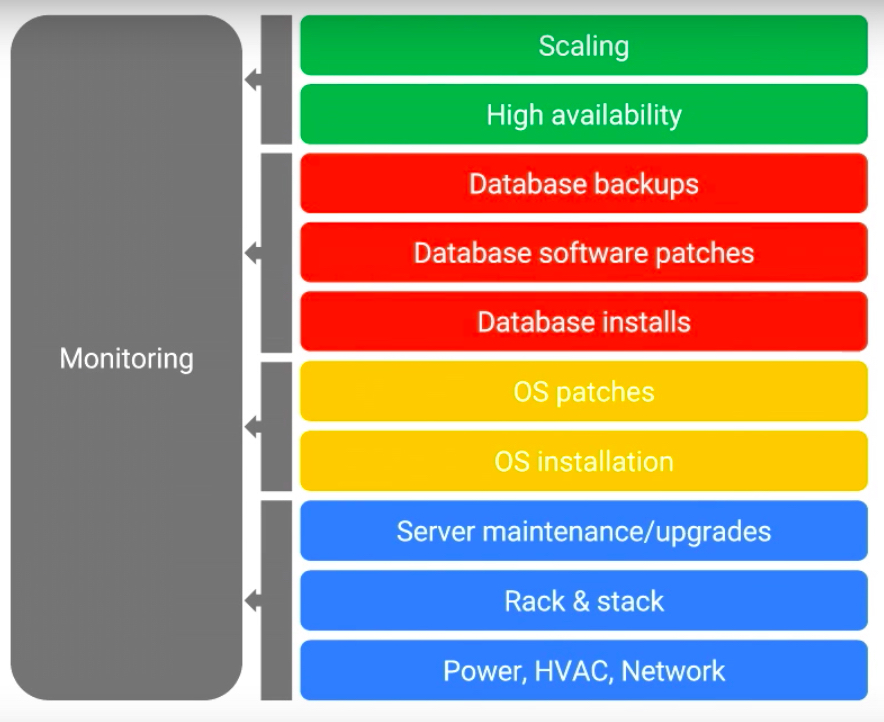 Monitoring
Scaling
High availability
Database backups
Database software patches
Database installs
OS patches
OS installation
Server maintenance/upgrades
Rack & stack
Power, HVAC, Network